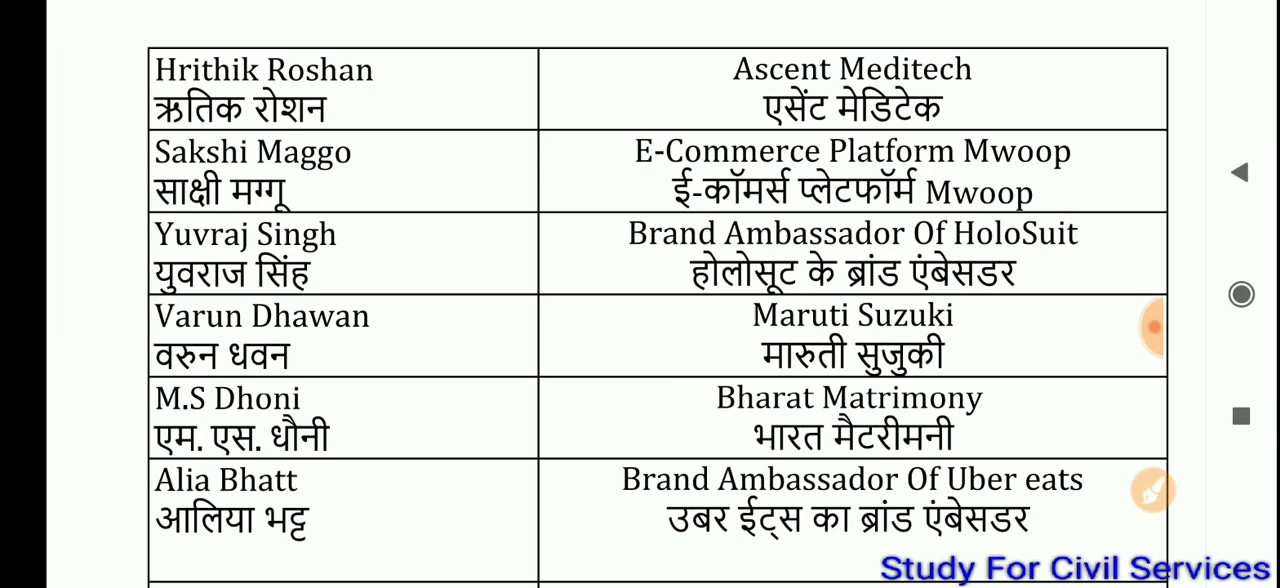 Hrithik Roshan
ऋतिक रोशन
Ascent Meditech
एसेंट मेडिटेक
Sakshi Maggo
साक्षी मग्गू
E-Commerce Platform Mwoop
ई-कॉमर्स प्लेटफॉर्म Mwoop
Yuvraj Singh
युवराज सिंह
Brand Ambassador Of HoloSuit
होलोसूट के ब्रांड एंबेसडर
Varun Dhawan
वरुन धवन
Maruti Suzuki
मारुती सुजुकी
M.S Dhoni
एम. एस. धौनी
Bharat Matrimony
भारत मैटरीमनी
Alia Bhatt
आलिया भट्ट
Brand Ambassador Of Uber eats
उबर ईट्स का ब्रांड एंबेसडर
Study For Civil Services